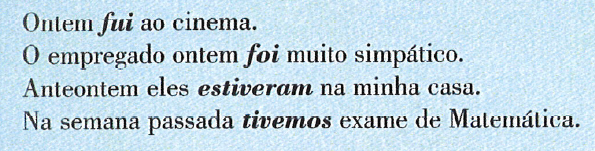 Ontem fui ao cinema.
O empregado ontem foi muito simpático.
Anteontem eles estiveram na minha casa.
Na semana passada tivemos exame de Matemática.